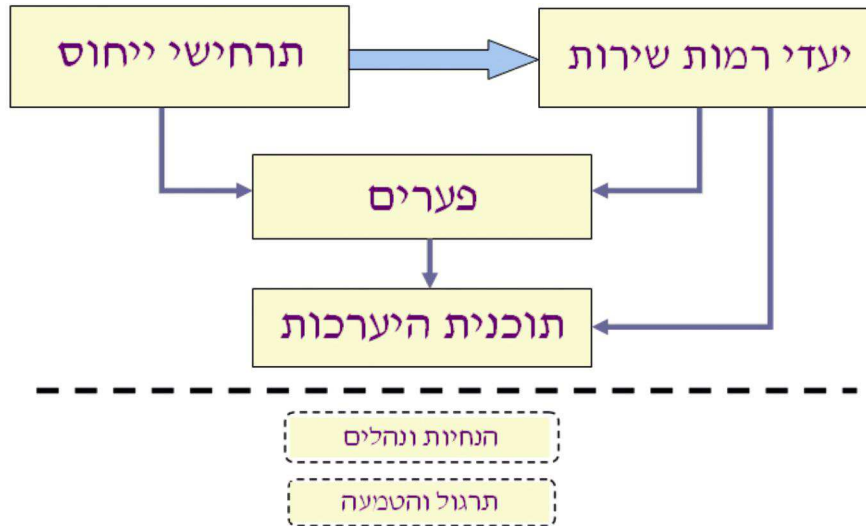 יעדי רמות שירות
תרחישי ייחוס
פערים
תוכנית היערכות
הנחיות ונהלים
תרגול והטמעה